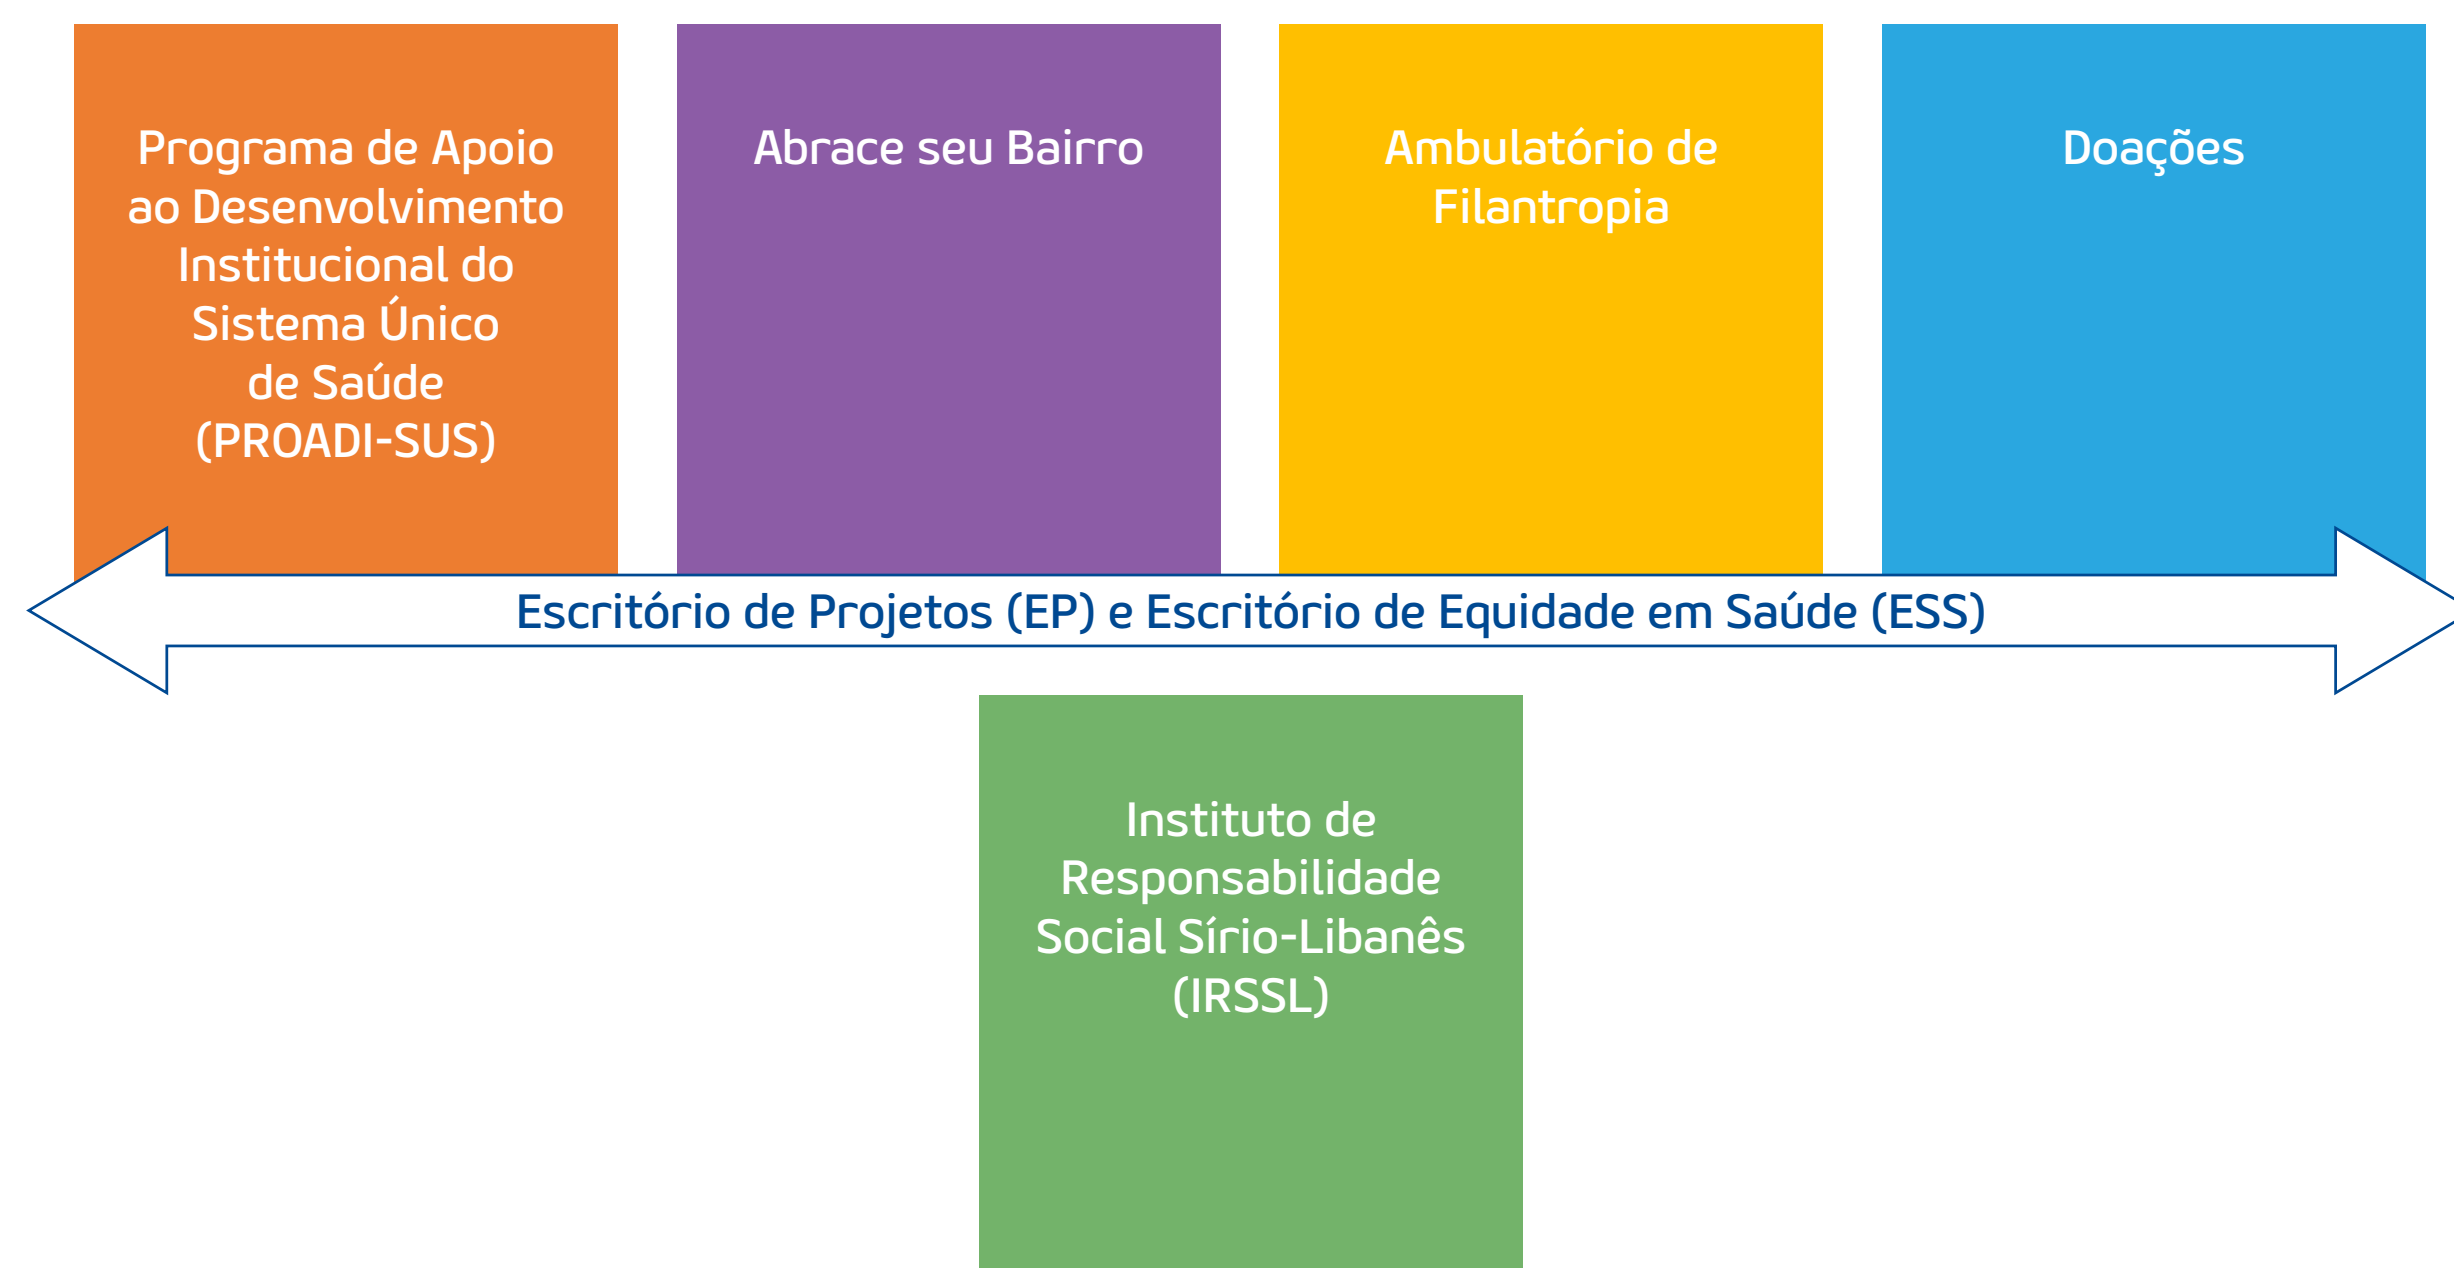 Programa de Apoio
ao Desenvolvimento
Institucional do
Sistema Único
de Saúde
(PROADI-SUS)
Abrace seu Bairro
Ambulatório de
Filantropia
Doações
Escritório de Projetos (EP) e Escritório de Equidade em Saúde (ESS)
Instituto de
Responsabilidade
Social Sírio-Libanês
(IRSSL)